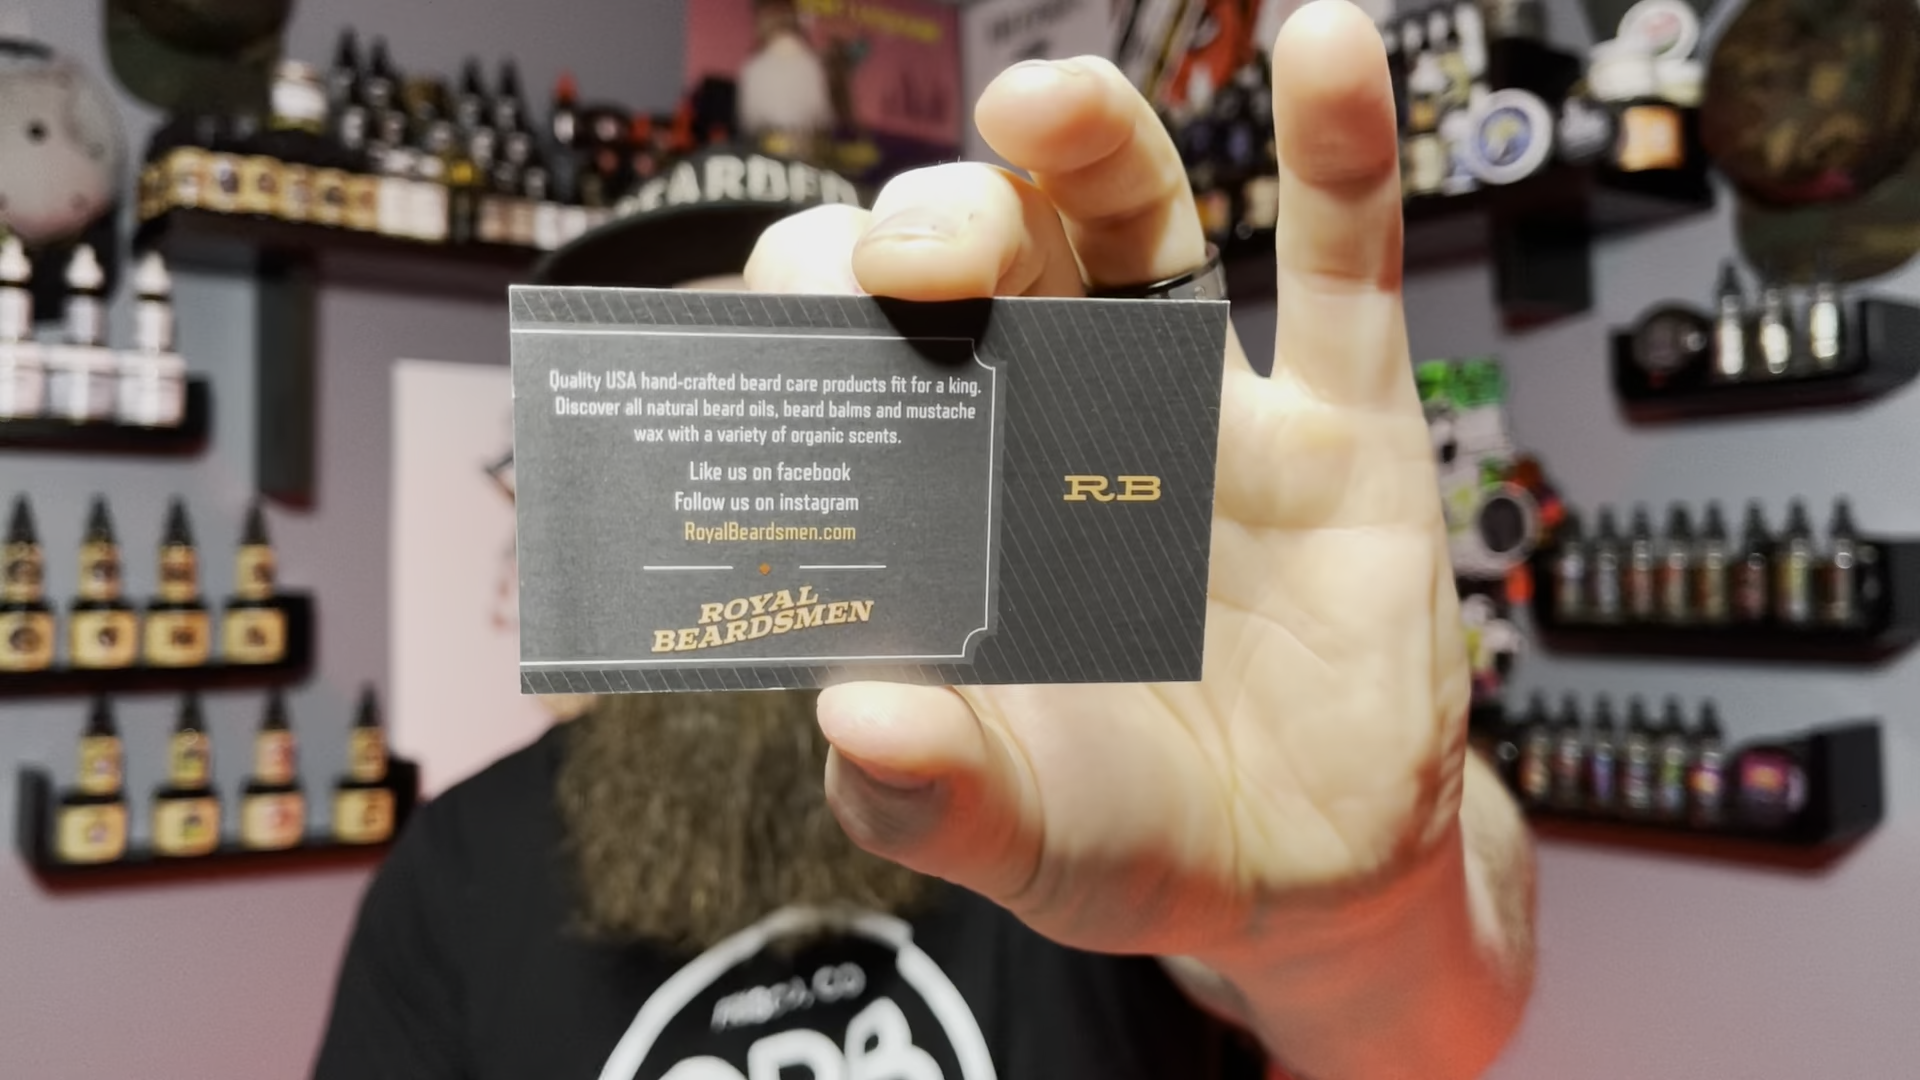 BEARDED
Quality USA hand-crafted beard care products fit for a king.
Discover all natural beard oils, beard balms and mustache
wax with a variety of organic scents.
Like us on facebook
Follow us on instagram
RoyalBeardsmen.com
ROYAL
BEARDSMEN
RB